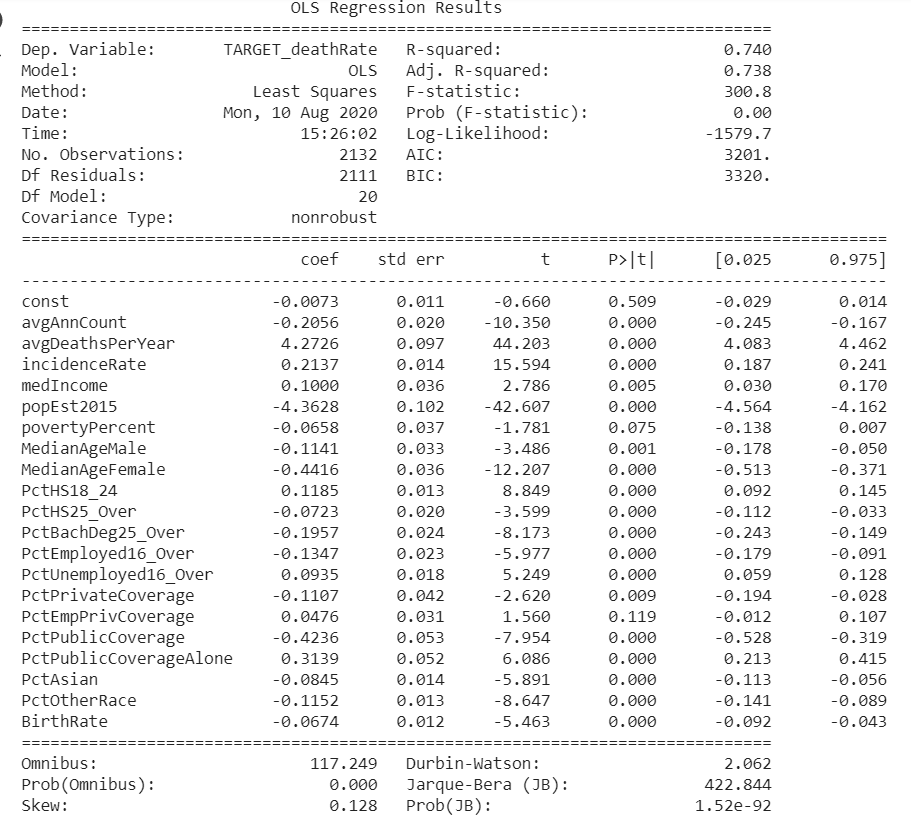 OLS Regression Results
==============================================================================
Dep. Variable: TARGET_deathRate R-squared: 0.740
Model: OLS Adj. R-squared: 0.738
Method: Least Squares F-statistic: 300.8
Date: Mon, 10 Aug 2020 Prob (F-statistic): 0.00
Time: 15:26:02 Log-Likelihood: -1579.7
No. Observations: 2132 AIC: 3201.
Df Residuals: 2111 BIC: 3320.
Df Model: 20
Covariance Type: nonrobust
==========================================================================================
coef std err t P>|t| [0.025 0.975]
------------------------------------------------------------------------------------------
const -0.0073 0.011 -0.660 0.509 -0.029 0.014
avgAnnCount -0.2056 0.020 -10.350 0.000 -0.245 -0.167
avgDeathsPerYear 4.2726 0.097 44.203 0.000 4.083 4.462
incidenceRate 0.2137 0.014 15.594 0.000 0.187 0.241
medIncome 0.1000 0.036 2.786 0.005 0.030 0.170
popEst2015 -4.3628 0.102 -42.607 0.000 -4.564 -4.162
povertyPercent -0.0658 0.037 -1.781 0.075 -0.138 0.007
MedianAgeMale -0.1141 0.033 -3.486 0.001 -0.178 -0.050
MedianAgeFemale -0.4416 0.036 -12.207 0.000 -0.513 -0.371
PctHS18_24 0.1185 0.013 8.849 0.000 0.092 0.145
PctHS25_Over -0.0723 0.020 -3.599 0.000 -0.112 -0.033
PctBachDeg25_Over -0.1957 0.024 -8.173 0.000 -0.243 -0.149
PctEmployed16_Over -0.1347 0.023 -5.977 0.000 -0.179 -0.091
PctUnemployed16_Over 0.0935 0.018 5.249 0.000 0.059 0.128
PctPrivateCoverage -0.1107 0.042 -2.620 0.009 -0.194 -0.028
PctEmpPrivCoverage 0.0476 0.031 1.560 0.119 -0.012 0.107
PctPublicCoverage -0.4236 0.053 -7.954 0.000 -0.528 -0.319
PctPublicCoverageAlone 0.3139 0.052 6.086 0.000 0.213 0.415
PctAsian -0.0845 0.014 -5.891 0.000 -0.113 -0.056
PctOtherRace -0.1152 0.013 -8.647 0.000 -0.141 -0.089
BirthRate -0.0674 0.012 -5.463 0.000 -0.092 -0.043
==============================================================================
Omnibus: 117.249 Durbin-Watson: 2.062
Prob(Omnibus): 0.000 Jarque-Bera (JB): 422.844
Skew: 0.128 Prob(JB): 1.52e-92